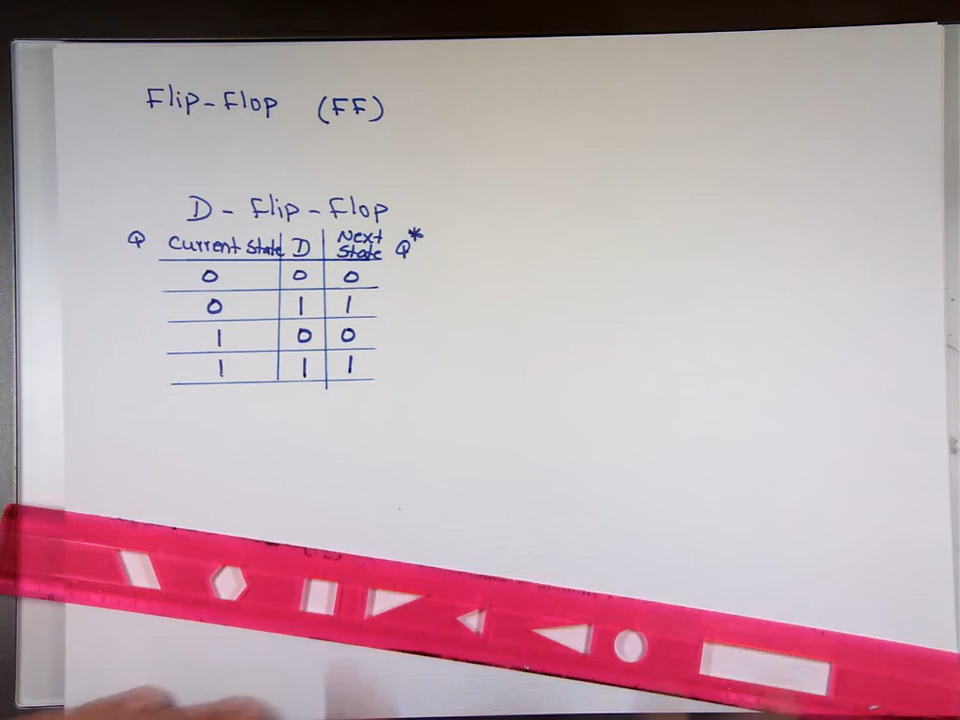 Flip-Flop (FF)
D - Flip - Flop
Q Current State D Next State Q*
0 0 0
0 1 1
1 0 0
1 1 1